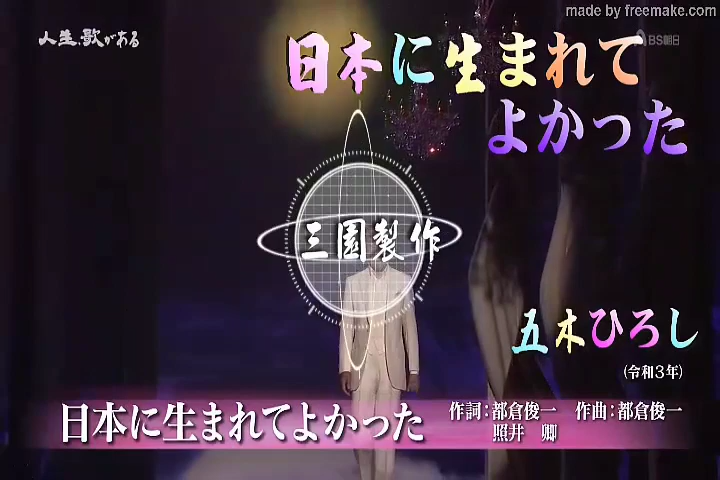 made by freemake.com
人生、歌がある
BS朝日
日本に生まれて
よかった
三園製作
五木ひろし
(令和3年)
日本に生まれてよかった
作詞:都倉俊一 作曲:都倉俊一
照井 卿